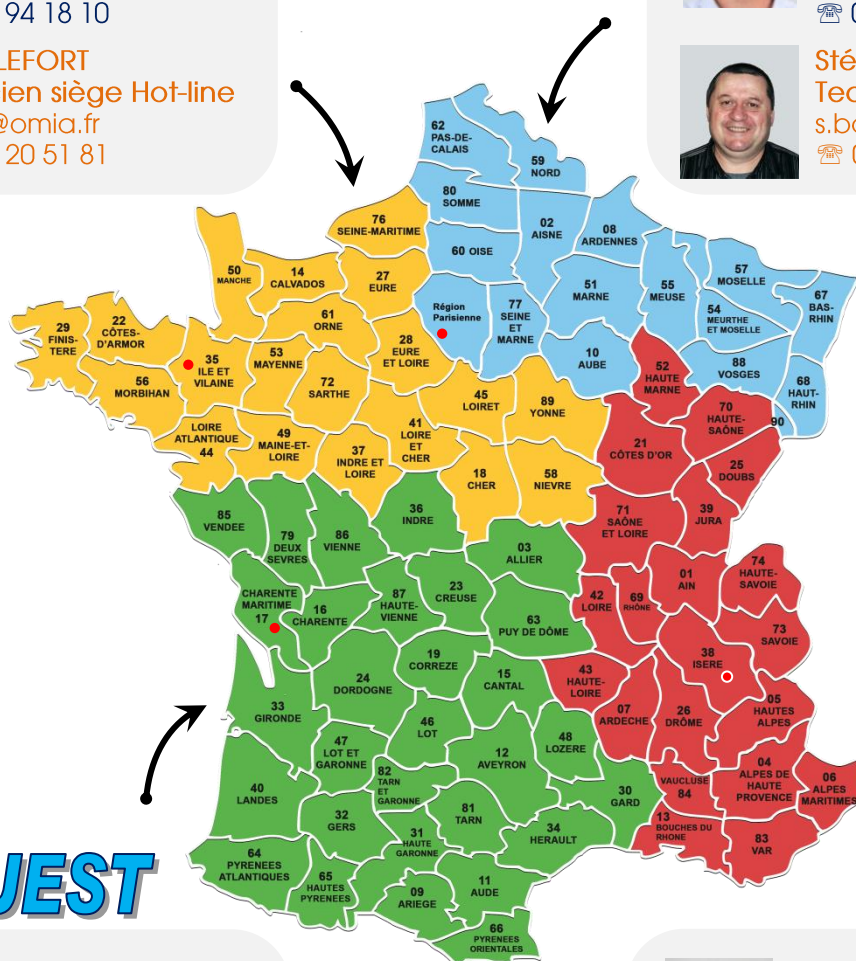 94 18 10
LEFORT
ien siège Hot-line
@omia.fr
20 51 81
☎ 0
Sté
Tec
s.bo
☎ 0
62
PAS-DE-
CALAIS
59
NORD
80
SOMME
02
AISNE
08
ARDENNES
76
SEINE-MARITIME
60 OISE
50
MANCHE
14
CALVADOS
27
EURE
51
MARNE
55
MEUSE
57
MOSELLE
67
BAS-
RHIN
54
MEURTHE
ET MOSELLE
Région
Parisienne
77
SEINE
ET
MARNE
61
ORNE
29
FINIS-
TERE
22
CÔTES-
D'ARMOR
35
ILE ET
VILAINE
53
MAYENNE
28
EURE
ET LOIRE
10
AUBE
52
HAUTE
MARNE
88
VOSGES
68
HAUT-
RHIN
56
MORBIHAN
72
SARTHE
45
LOIRET
89
YONNE
70
HAUTE-
SAÔNE
90
LOIRE
ATLANTIQUE
44
49
MAINE-ET-
LOIRE
41
LOIRE
ET
CHER
37
INDRE ET
LOIRE
18
CHER
58
NIEVRE
21
CÔTES D'OR
25
DOUBS
85
VENDEE
79
DEUX
SEVRES
86
VIENNE
36
INDRE
71
SAÔNE
ET LOIRE
39
JURA
03
ALLIER
74
HAUTE-
SAVOIE
01
AIN
CHARENTE
MARITIME
17
16
CHARENTE
87
HAUTE-
VIENNE
23
CREUSE
42
LOIRE
69
RHÔNE
63
PUY DE DÔME
73
SAVOIE
38
ISERE
19
CORREZE
24
DORDOGNE
15
CANTAL
43
HAUTE-
LOIRE
33
GIRONDE
46
LOT
48
LOZERE
07
ARDECHE
26
DRÔME
05
HAUTES
ALPES
47
LOT ET
GARONNE
82
TARN
ET
GARONNE
12
AVEYRON
40
LANDES
30
GARD
VAUCLUSE
84
04
ALPES DE
HAUTE
PROVENCE
06
ALPES
MARITIMES
32
GERS
81
TARN
34
HERAULT
13
BOUCHES DU
RHONE
83
VAR
31
HAUTE
GARONNE
64
PYRENEES
ATLANTIQUES
65
HAUTES
PYRENEES
09
ARIEGE
11
AUDE
66
PYRENEES
ORIENTALES
UEST